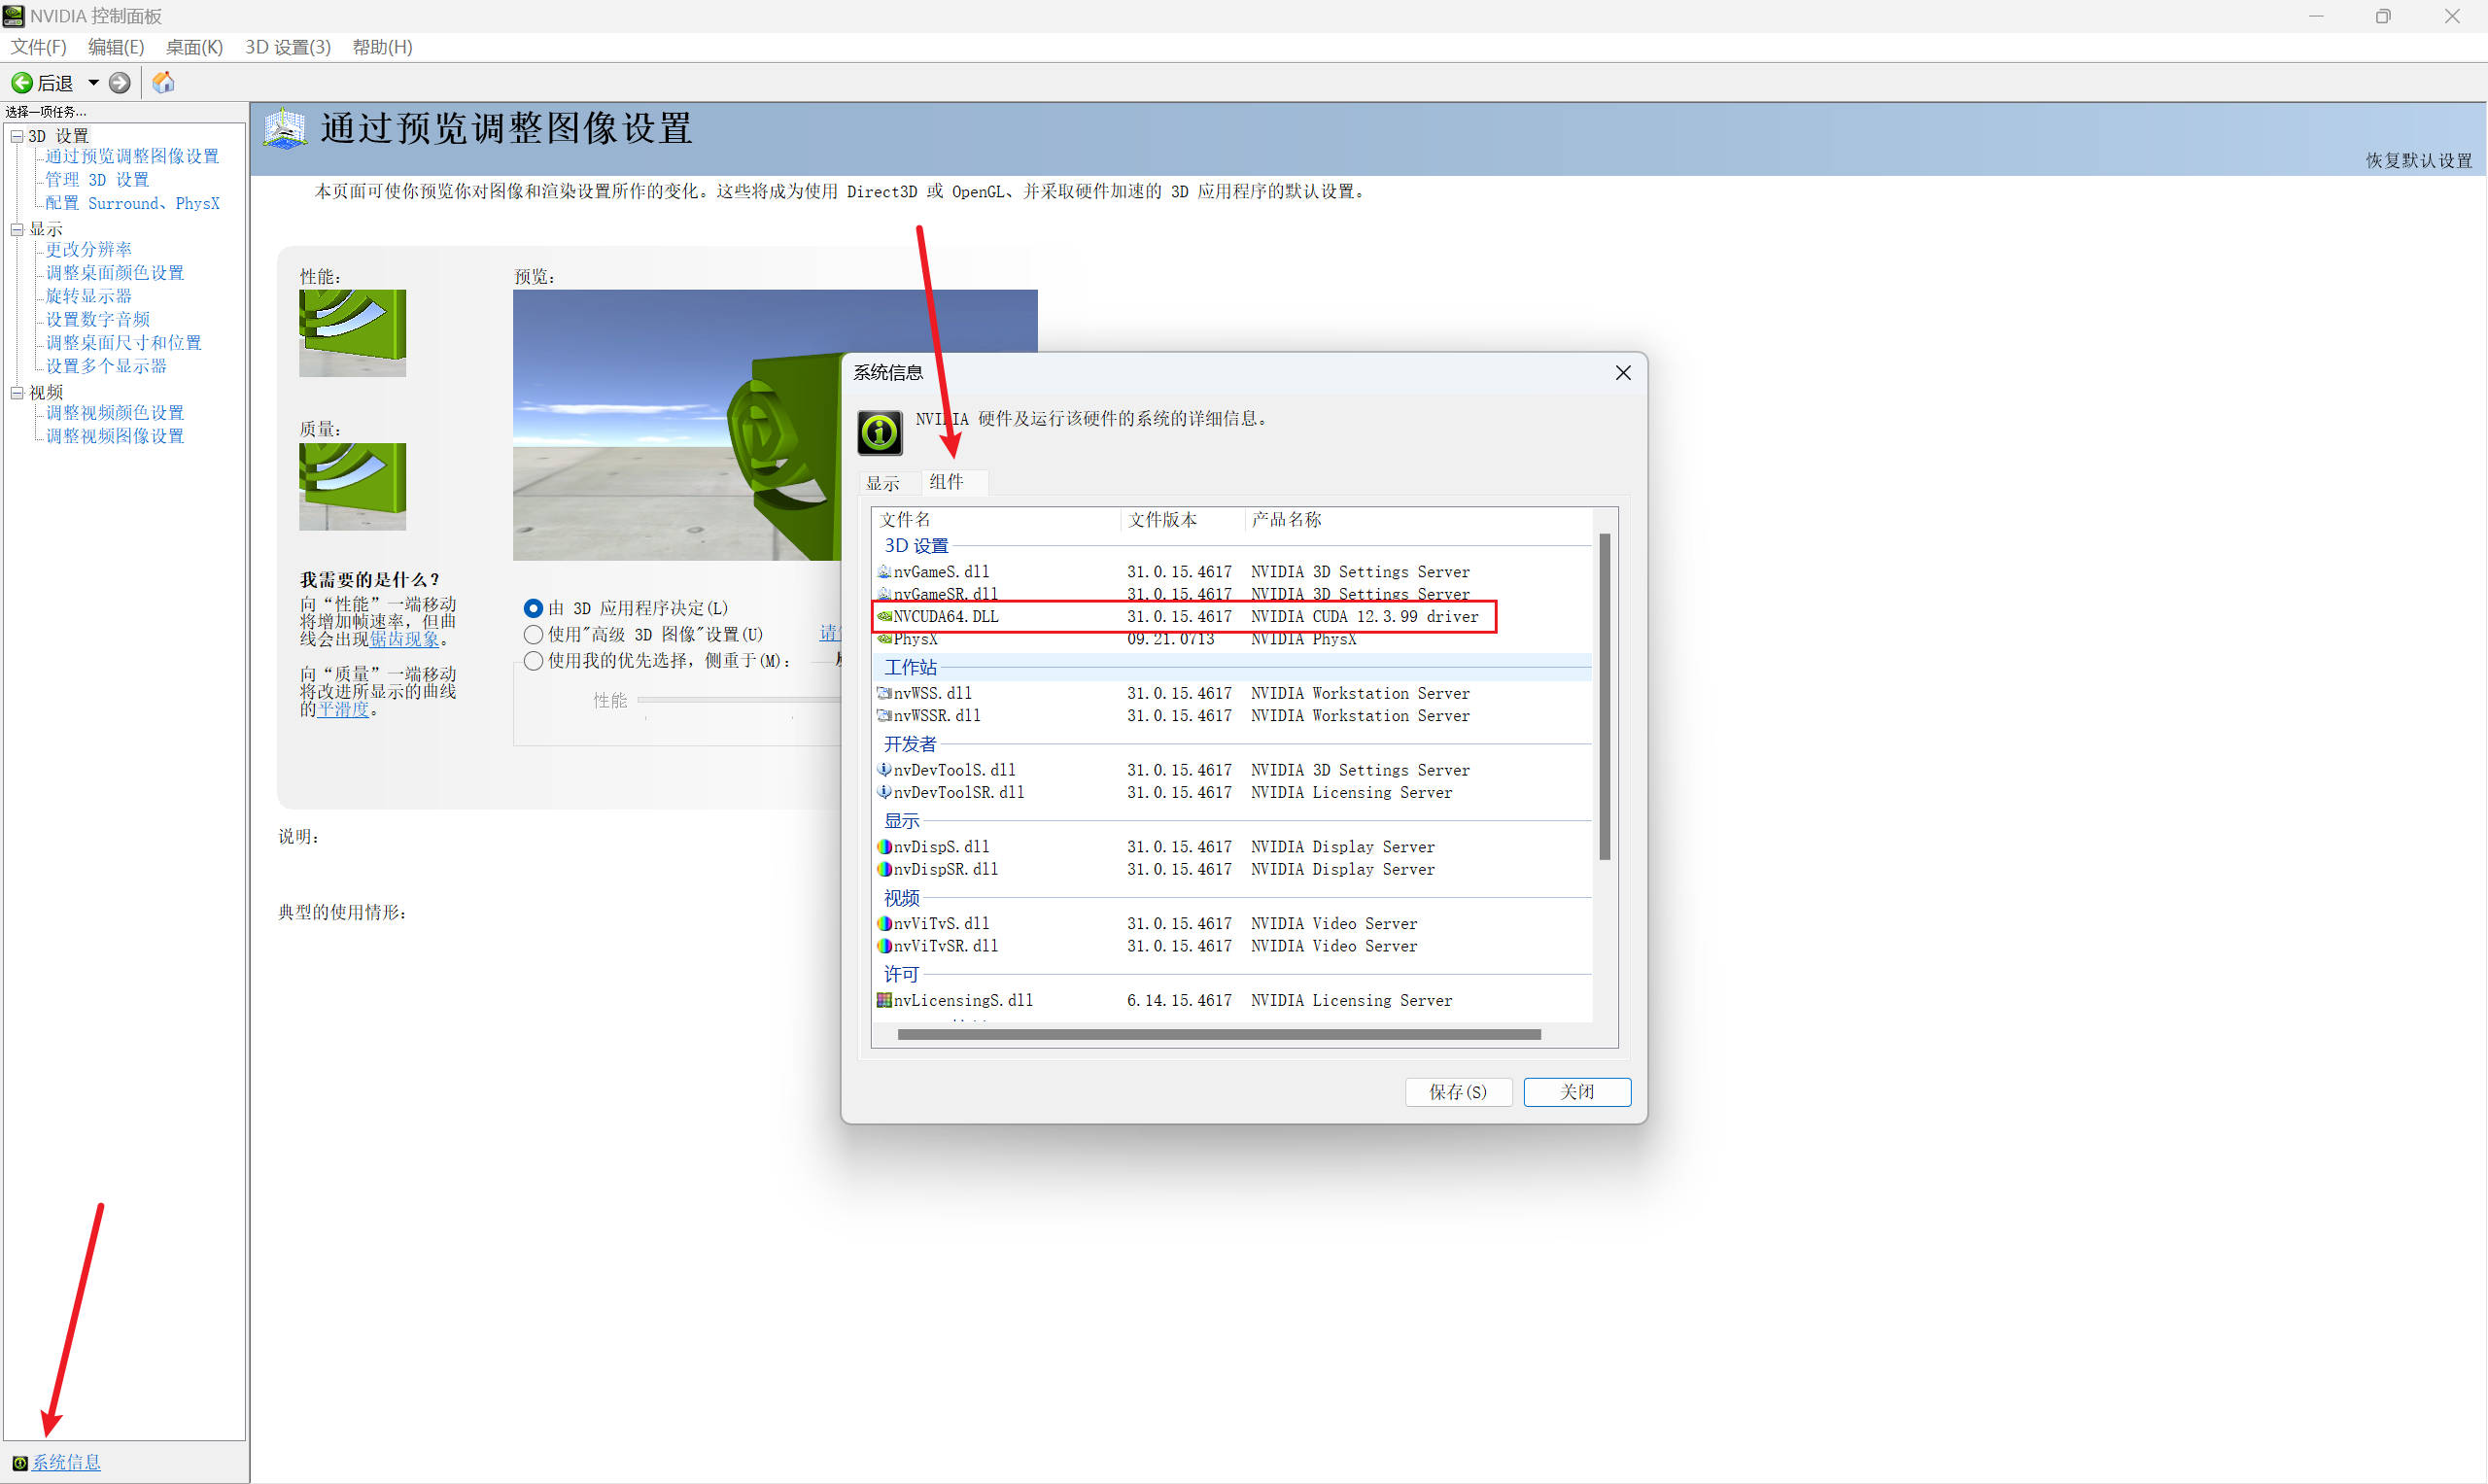 NVIDIA 控制面板
文件(F) 编辑(E) 桌面(K) 3D 设置(3) 帮助(H)
后退
选择一项任务...
3D 设置
通过预览调整图像设置
管理 3D 设置
配置 Surround、PhysX
显示
更改分辨率
调整桌面颜色设置
旋转显示器
设置数字音频
调整桌面尺寸和位置
设置多个显示器
视频
调整视频颜色设置
调整视频图像设置
系统信息
通过预览调整图像设置
恢复默认设置
本页面可使你预览你对图像和渲染设置所作的变化。这些将成为使用 Direct3D 或 OpenGL、并采取硬件加速的 3D 应用程序的默认设置。
性能:
预览:
质量:
我需要的是什么?
向“性能”一端移动
将增加帧速率,但曲
线会出现锯齿现象。
向“质量”一端移动
将改进所显示的曲线
的平滑度。
由 3D 应用程序决定(L)
使用"高级 3D 图像"设置(U)
请
使用我的优先选择,侧重于(M):
性能
说明:
典型的使用情形:
系统信息
NVIDIA 硬件及运行该硬件的系统的详细信息。
显示 组件
文件名 文件版本 产品名称
3D 设置
nvGameS.dll 31.0.15.4617 NVIDIA 3D Settings Server
nvGameSR.dll 31.0.15.4617 NVIDIA 3D Settings Server
NVCUDA64.DLL 31.0.15.4617 NVIDIA CUDA 12.3.99 driver
PhysX 09.21.0713 NVIDIA PhysX
工作站
nvWSS.dll 31.0.15.4617 NVIDIA Workstation Server
nvWSSR.dll 31.0.15.4617 NVIDIA Workstation Server
开发者
nvDevToolS.dll 31.0.15.4617 NVIDIA 3D Settings Server
nvDevToolSR.dll 31.0.15.4617 NVIDIA Licensing Server
显示
nvDispS.dll 31.0.15.4617 NVIDIA Display Server
nvDispSR.dll 31.0.15.4617 NVIDIA Display Server
视频
nvViTvS.dll 31.0.15.4617 NVIDIA Video Server
nvViTvSR.dll 31.0.15.4617 NVIDIA Video Server
许可
nvLicensingS.dll 6.14.15.4617 NVIDIA Licensing Server
保存(S) 关闭